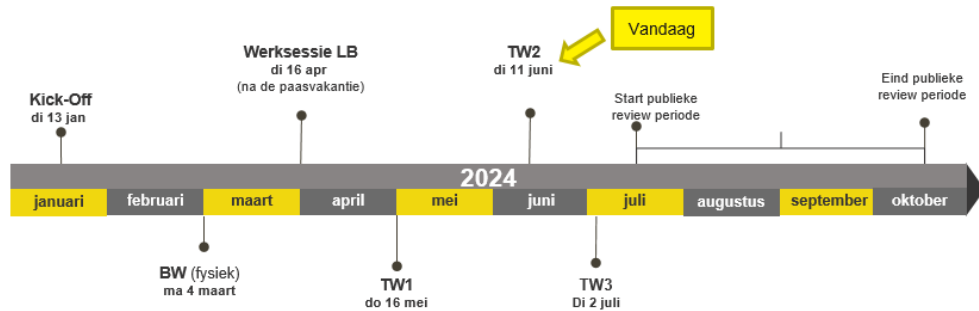 Vandaag
Werksessie LB
di 16 apr
(na de paasvakantie)
TW2
di 11 juni
Kick-Off
di 13 jan
Start publieke
review periode
Eind publieke
review periode
2024
januari
februari
maart
april
mei
juni
juli
augustus
september
oktober
BW (fysiek)
ma 4 maart
TW1
do 16 mei
TW3
Di 2 juli